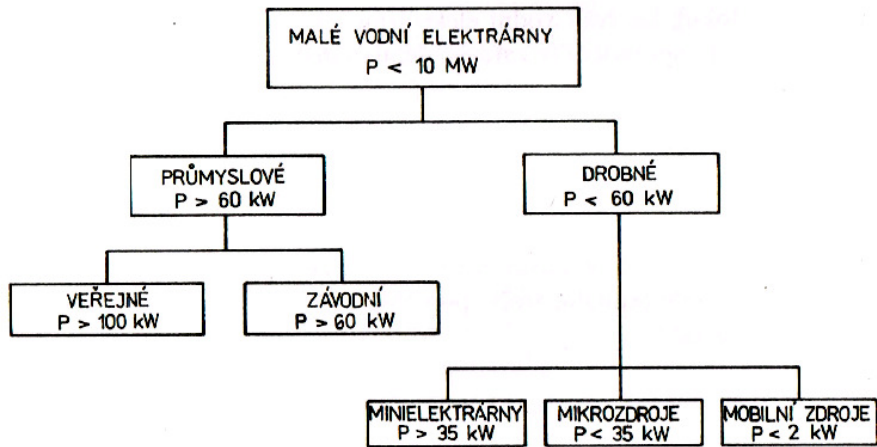 MALÉ VODNÍ ELEKTRÁRNY
P < 10 MW
PRŮMYSLOVÉ
P > 60 kW
DROBNÉ
P < 60 kW
VEŘEJNÉ
P > 100 kW
ZÁVODNÍ
P > 60 kW
MINIELEKTRÁRNY
P > 35 kW
MIKROZDROJE
P < 35 kW
MOBILNÍ ZDROJE
P < 2 kW